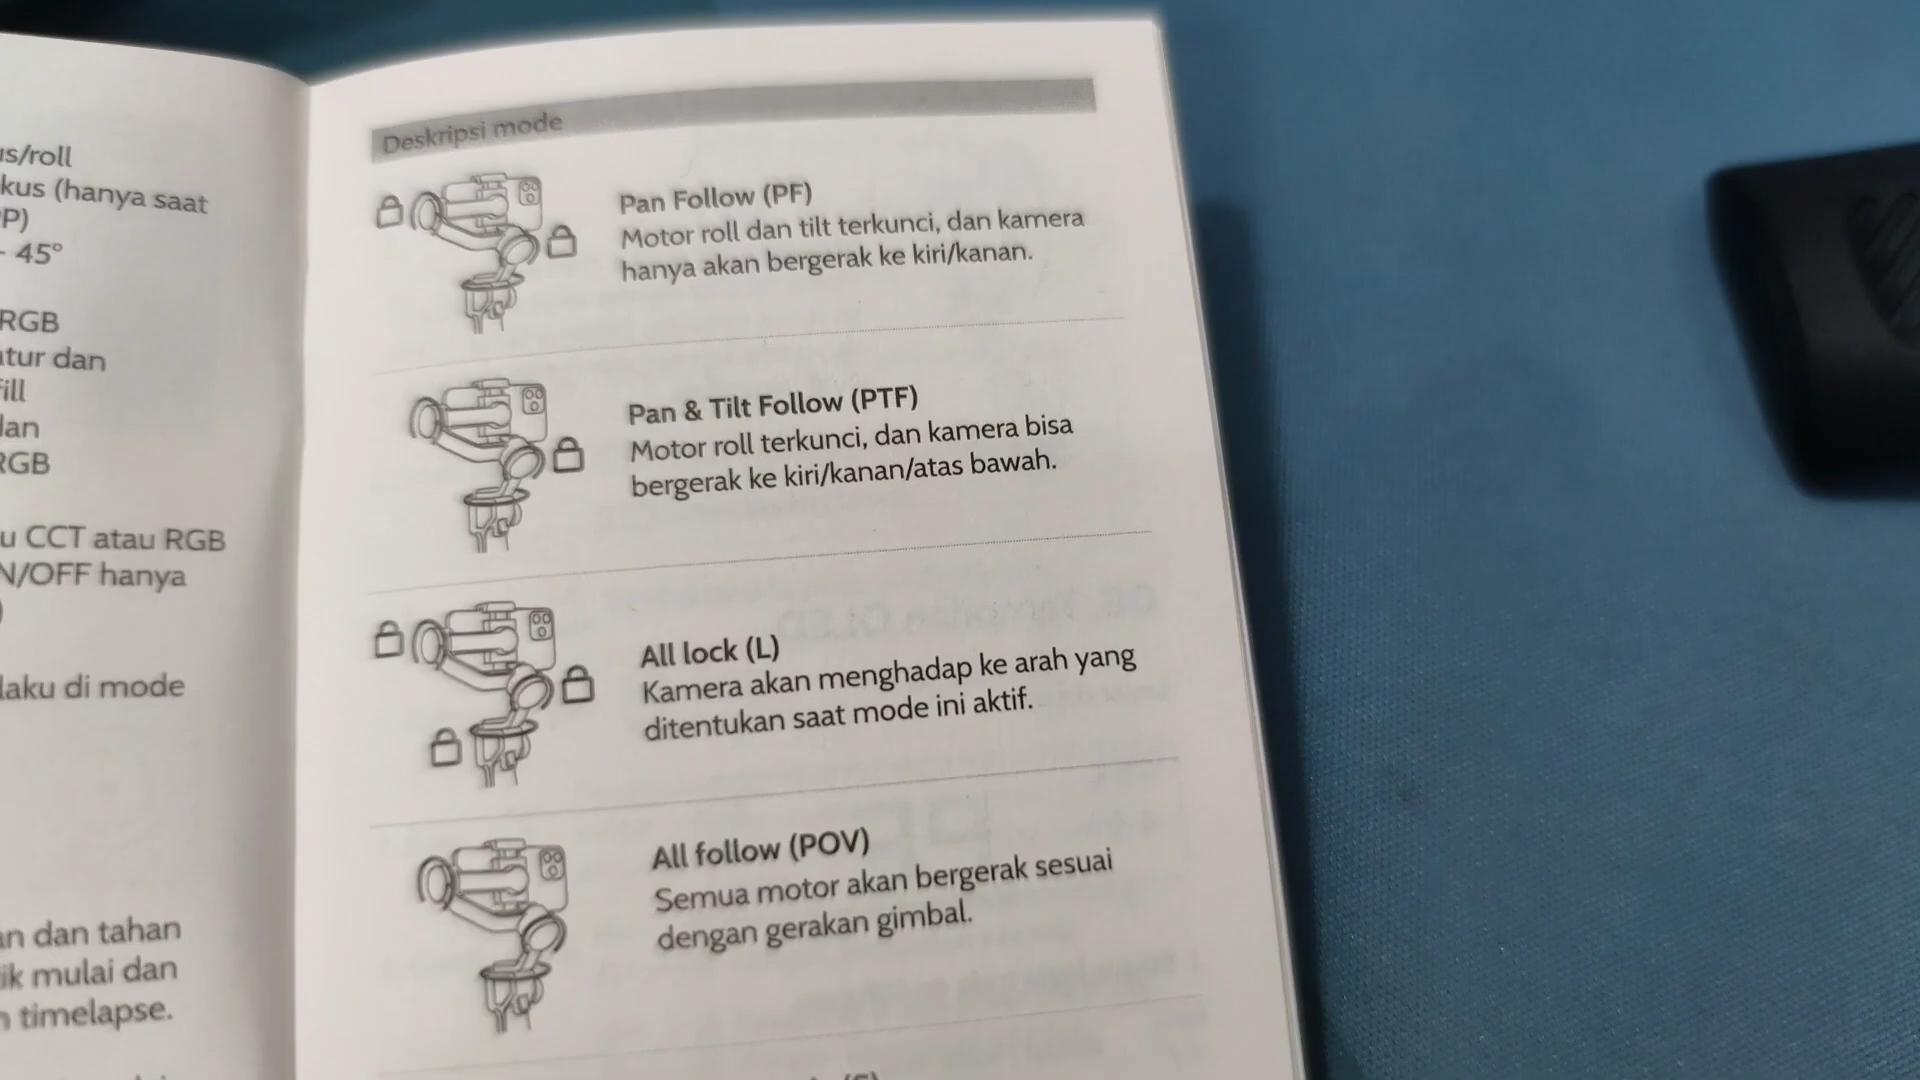 us/roll
kus (hanya saat
P)
- 45°
RGB
atur dan
ill
dan
RGB
u CCT atau RGB
N/OFF hanya
)
laku di mode
an dan tahan
ik mulai dan
n timelapse.
Deskripsi mode
Pan Follow (PF)
Motor roll dan tilt terkunci, dan kamera
hanya akan bergerak ke kiri/kanan.
Pan & Tilt Follow (PTF)
Motor roll terkunci, dan kamera bisa
bergerak ke kiri/kanan/atas bawah.
All lock (L)
Kamera akan menghadap ke arah yang
ditentukan saat mode ini aktif.
All follow (POV)
Semua motor akan bergerak sesuai
dengan gerakan gimbal.